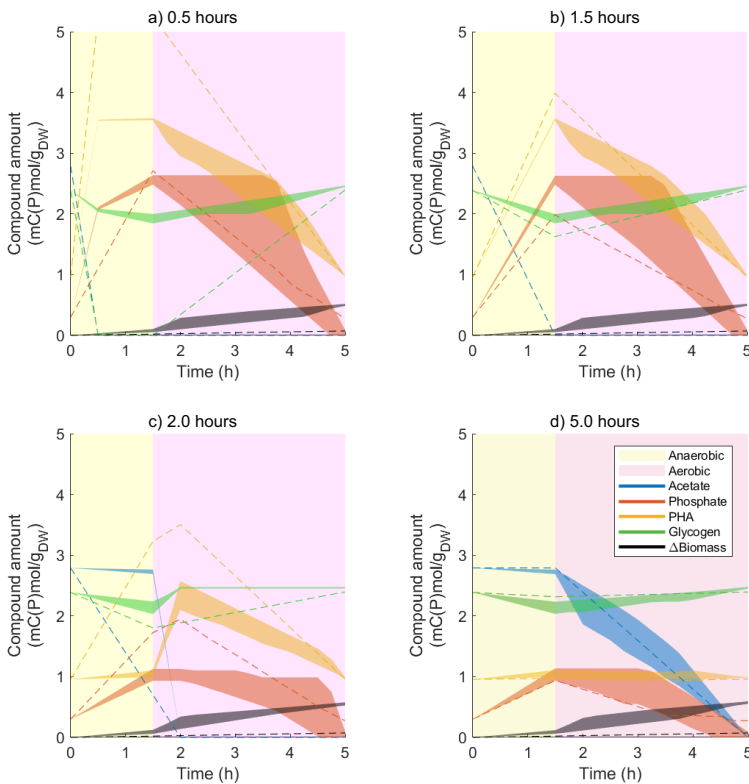 a) 0.5 hours
5
4
3
2
1
0
0 1 2 3 4 5
Time (h)
Compound amount
(mC(P)mol/gDW)
b) 1.5 hours
5
4
3
2
1
0
0 1 2 3 4 5
Time (h)
Compound amount
(mC(P)mol/gDW)
c) 2.0 hours
5
4
3
2
1
0
0 1 2 3 4 5
Time (h)
Compound amount
(mC(P)mol/gDW)
d) 5.0 hours
5
4
3
2
1
0
0 1 2 3 4 5
Time (h)
Compound amount
(mC(P)mol/gDW)
Anaerobic
Aerobic
Acetate
Phosphate
PHA
Glycogen
ΔBiomass